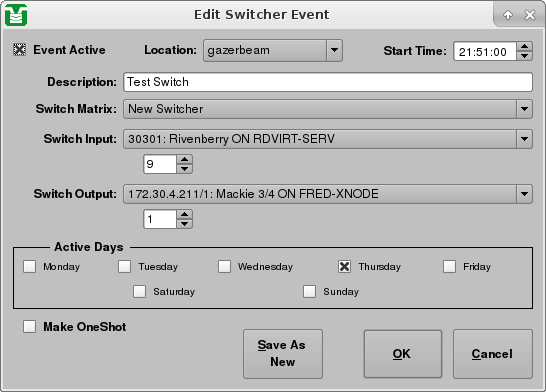 Edit Switcher Event
Event Active Location: gazerbeam Start Time: 21:51:00
Description: Test Switch
Switch Matrix: New Switcher
Switch Input: 30301: Rivenberry ON RDVIRT-SERV
9
Switch Output: 172.30.4.211/1: Mackie 3/4 ON FRED-XNODE
1
Active Days
Monday Tuesday Wednesday Thursday Friday
Saturday Sunday
Make OneShot
Save As
New
OK
Cancel